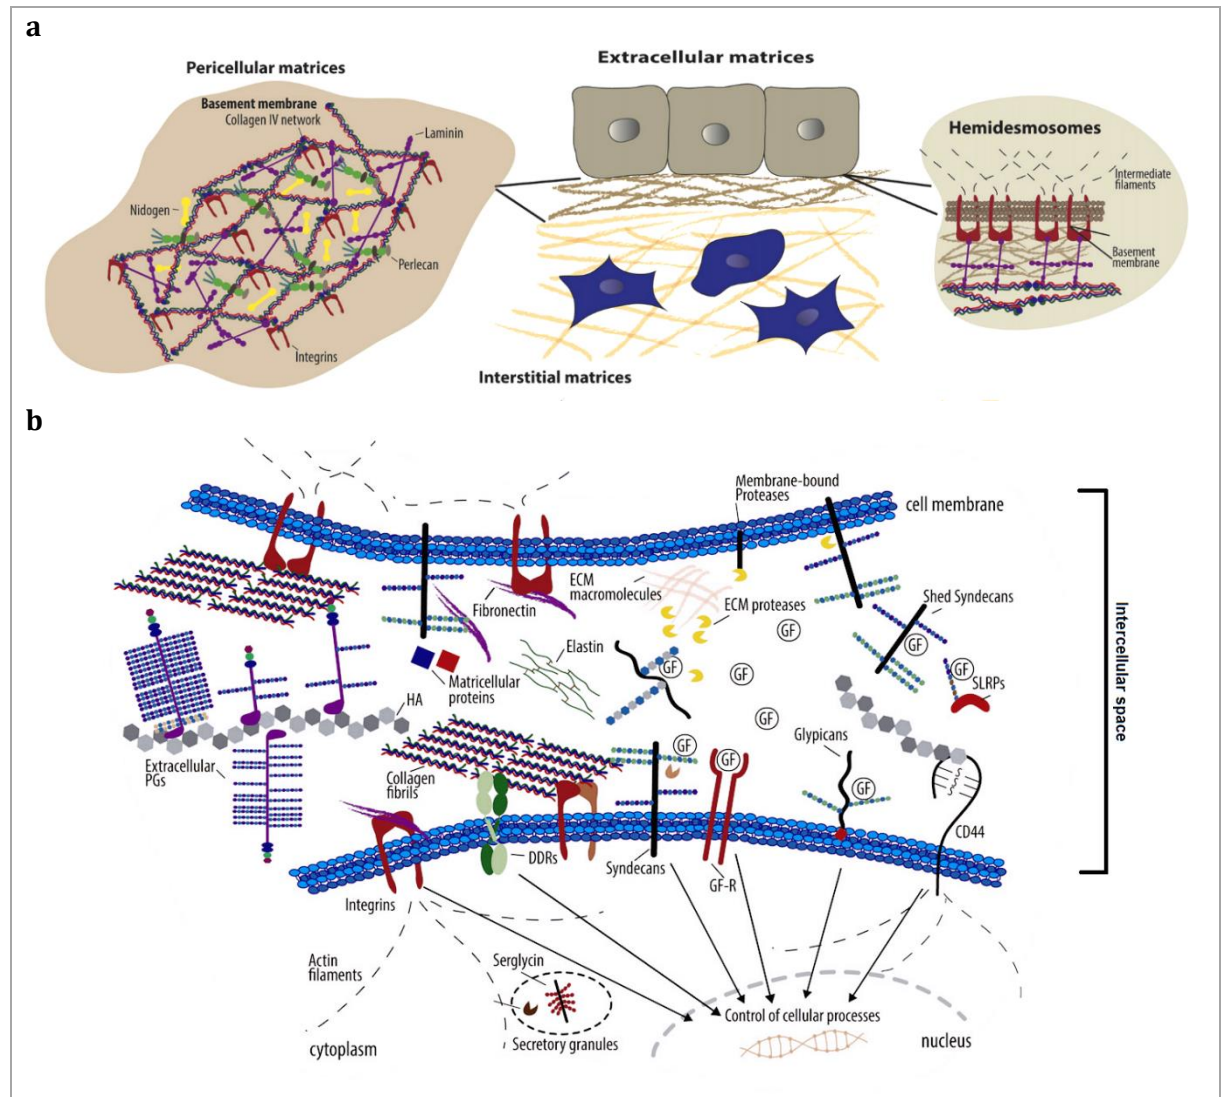 a
Pericellular matrices
Extracellular matrices
Basement membrane
Collagen IV network
Laminin
Nidogen
Perlecan
Integrins
Interstitial matrices
Hemidesmosomes
Intermediate
filaments
Basement
membrane
b
Membrane-bound
Proteases
cell membrane
ECM
macromolecules
Fibronectin
ECM proteases
Shed Syndecans
GF
GF
Elastin
GF
GF
SLRPs
Matricellular
proteins
GF
HA
GF
Glypicans
Intercellular space
Extracellular
PGs
Collagen
fibrils
GF
GF
GF
CD44
DDRs
Syndecans
GF-R
Integrins
Actin
filaments
Serglycin
Control of cellular processes
Secretory granules
cytoplasm
nucleus